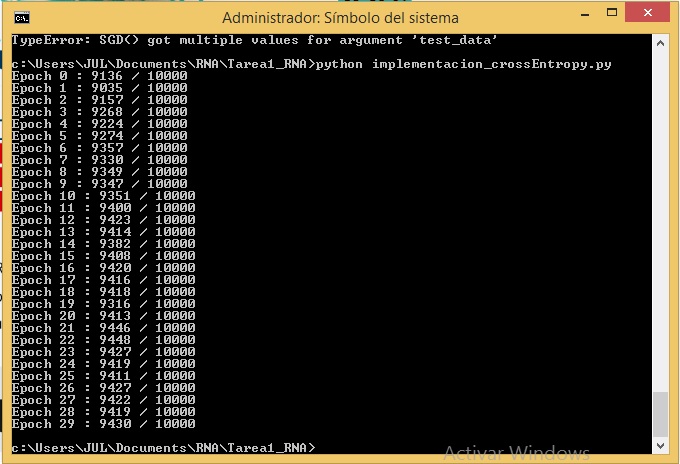 Administrador: Símbolo del sistema
TypeError: SGD() got multiple values for argument 'test_data'
c:\Users\JUL\Documents\RNA\Tarea1_RNA>python implementacion_crossEntropy.py
Epoch 0 : 9136 / 10000
Epoch 1 : 9035 / 10000
Epoch 2 : 9157 / 10000
Epoch 3 : 9268 / 10000
Epoch 4 : 9224 / 10000
Epoch 5 : 9274 / 10000
Epoch 6 : 9357 / 10000
Epoch 7 : 9330 / 10000
Epoch 8 : 9349 / 10000
Epoch 9 : 9347 / 10000
Epoch 10 : 9351 / 10000
Epoch 11 : 9400 / 10000
Epoch 12 : 9423 / 10000
Epoch 13 : 9414 / 10000
Epoch 14 : 9382 / 10000
Epoch 15 : 9408 / 10000
Epoch 16 : 9420 / 10000
Epoch 17 : 9416 / 10000
Epoch 18 : 9418 / 10000
Epoch 19 : 9316 / 10000
Epoch 20 : 9413 / 10000
Epoch 21 : 9446 / 10000
Epoch 22 : 9448 / 10000
Epoch 23 : 9427 / 10000
Epoch 24 : 9419 / 10000
Epoch 25 : 9411 / 10000
Epoch 26 : 9427 / 10000
Epoch 27 : 9422 / 10000
Epoch 28 : 9419 / 10000
Epoch 29 : 9430 / 10000
c:\Users\JUL\Documents\RNA\Tarea1_RNA>
Activar Windows